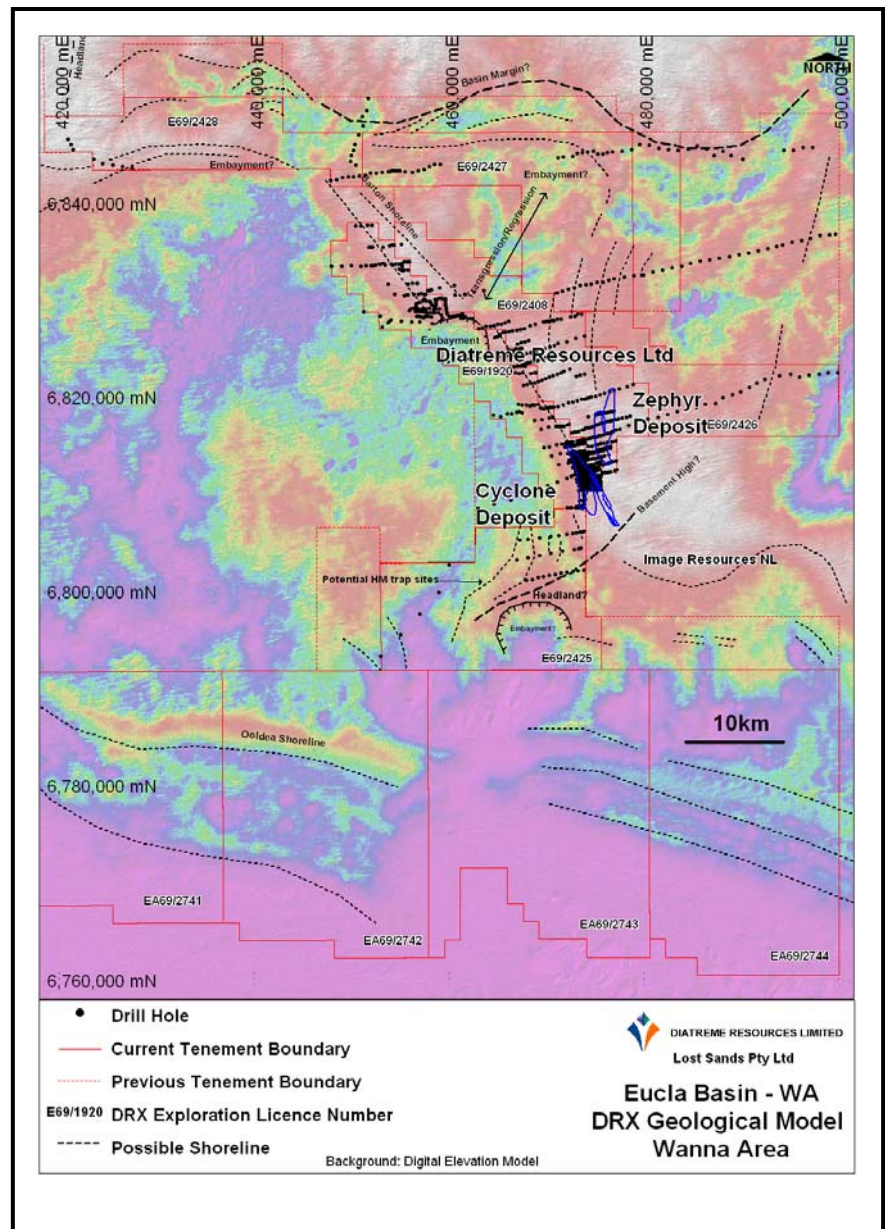 420,000 mE
440,000 mE
460,000 mE
480,000 mE
500,000 mE
Headland
NORTH
Basin Margin?
E69/2428
E69/2427
Embayment?
Embayment?
6,840,000 mN
Barton Shoreline
Transgression/Regression
E69/2408
Embayment
Diatreme Resources Ltd
E69/1920
6,820,000 mN
Zephyr
Deposit
E69/2426
Cyclone
Deposit
Basement High?
Image Resources NL
Potential HM trap sites
6,800,000 mN
Headland?
Embayment?
E69/2425
10km
Ooldea Shoreline
6,780,000 mN
EA69/2741
EA69/2742
EA69/2743
EA69/2744
6,760,000 mN
Drill Hole
Current Tenement Boundary
Previous Tenement Boundary
E69/1920 DRX Exploration Licence Number
Possible Shoreline
Background: Digital Elevation Model
DIATREME RESOURCES LIMITED
Lost Sands Pty Ltd
Eucla Basin - WA
DRX Geological Model
Wanna Area